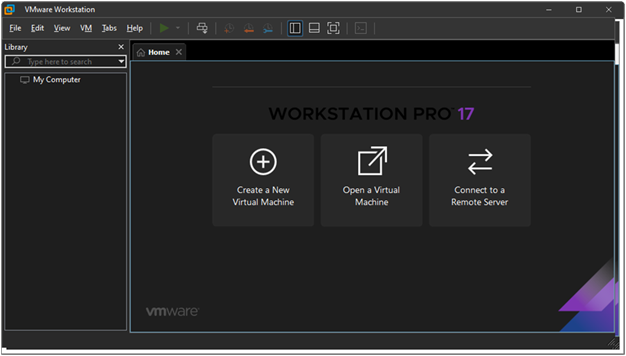 VMware Workstation
File Edit View VM Tabs Help
Library
Type here to search
My Computer
Home
WORKSTATION PRO 17
Create a New
Virtual Machine
Open a Virtual
Machine
Connect to a
Remote Server
vmware